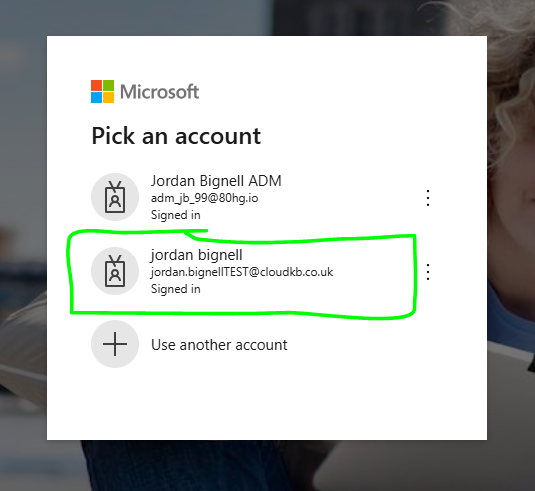 Microsoft
Pick an account
Jordan Bignell ADM
adm_jb_99@80hg.io
Signed in
jordan bignell
jordan.bignellTEST@cloudkb.co.uk
Signed in
Use another account